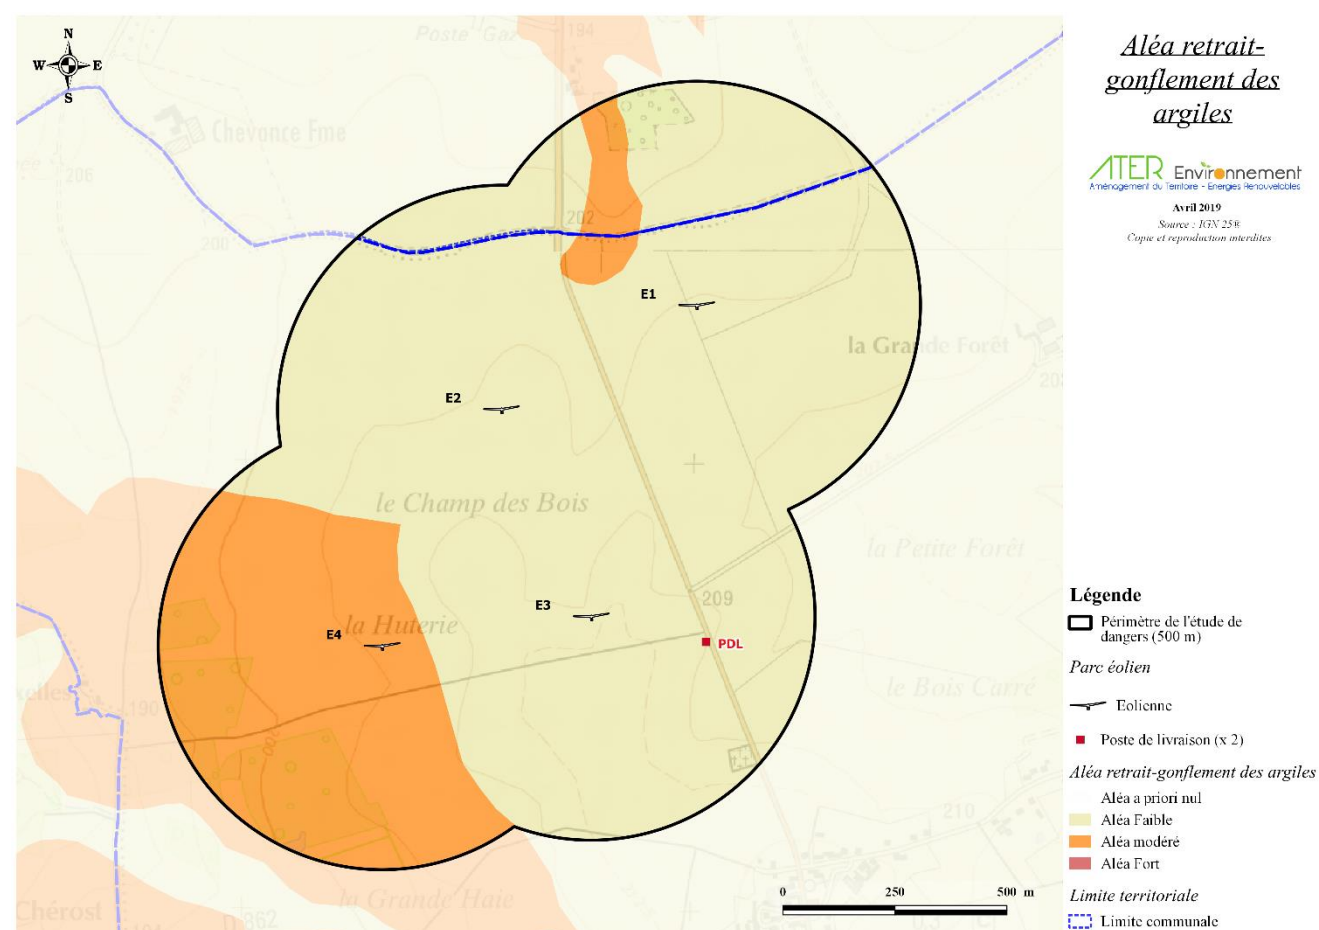 N
W E
S
Poste Gaz
194
Chevance Fme
206
200
202
E1
la Grande Forêt
E2
le Champ des Bois
la Petite Forêt
209
E3
la Huterie
E4
PDL
le Bois Carré
190
200
210
la Grande Haie
Chérost
D 862
0 250 500 m
Aléa retrait-
gonflement des
argiles
ATER Environnement
Aménagement du Territoire - Energies Renouvelables
Avril 2019
Source : IGN 25®
Copie et reproduction interdites
Légende
Périmètre de l'étude de
dangers (500 m)
Parc éolien
Eolienne
Poste de livraison (x 2)
Aléa retrait-gonflement des argiles
Aléa a priori nul
Aléa Faible
Aléa modéré
Aléa Fort
Limite territoriale
Limite communale